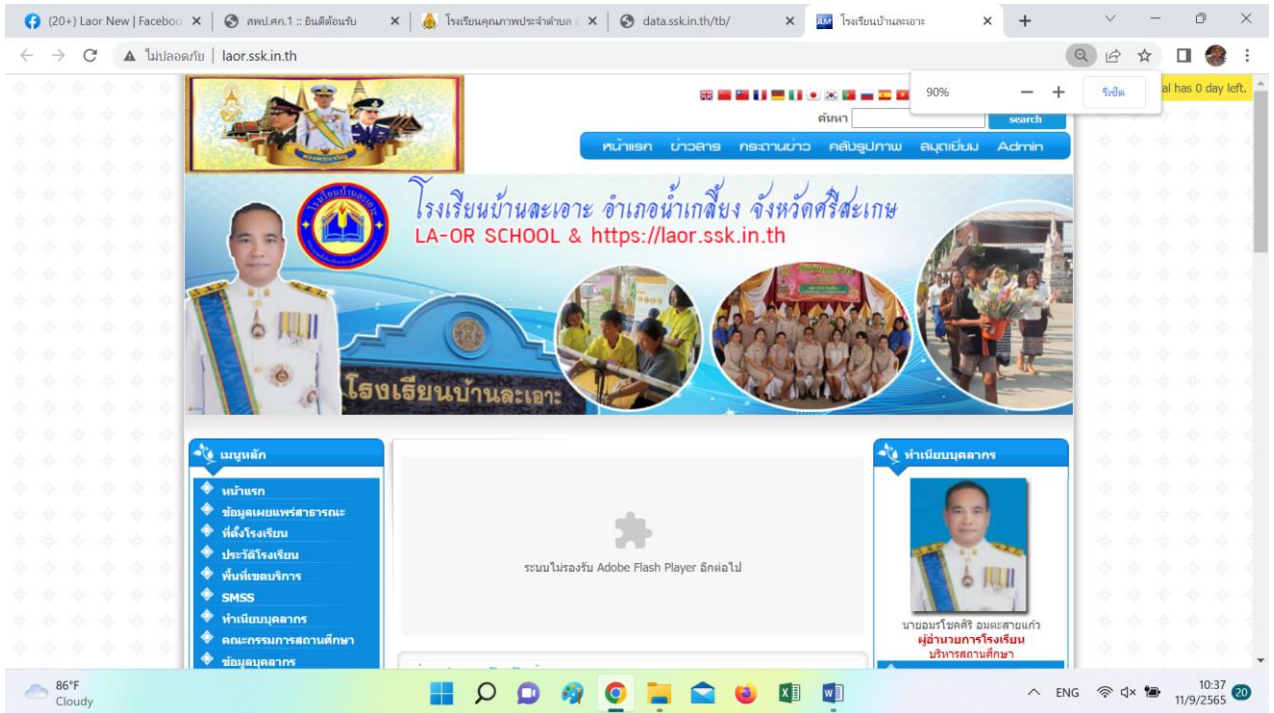 (20+) Laor New | Faceboo
สพป.ศก.1 :: ยินดีต้อนรับ
โรงเรียนคุณภาพประจำตำบล
data.ssk.in.th/tb/
โรงเรียนบ้านละเอาะ
ไม่ปลอดภัย | laor.ssk.in.th
90%
รีเซ็ต
al has 0 day left.
ทรงพระเจริญ
ค้นหา
search
หน้าแรก ข่าวสาร กระดานข่าว คลังรูปภาพ สมุดเยี่ยม Admin
โรงเรียนบ้านละเอาะ อำเภอน้ำเกลี้ยง จังหวัดศรีสะเกษ
LA-OR SCHOOL & https://laor.ssk.in.th
โรงเรียนบ้านละเอาะ
เมนูหลัก
หน้าแรก
ข้อมูลเผยแพร่สาธารณะ
ที่ตั้งโรงเรียน
ประวัติโรงเรียน
พื้นที่เขตบริการ
SMSS
ทำเนียบบุคลากร
คณะกรรมการสถานศึกษา
ข้อมูลบุคลากร
ระบบไม่รองรับ Adobe Flash Player อีกต่อไป
ทำเนียบบุคลากร
นายอมรโชคศิริ อมตะสายแก้ว
ผู้อำนวยการโรงเรียน
บริหารสถานศึกษา
86°F
Cloudy
ENG
10:37
11/9/2565
20